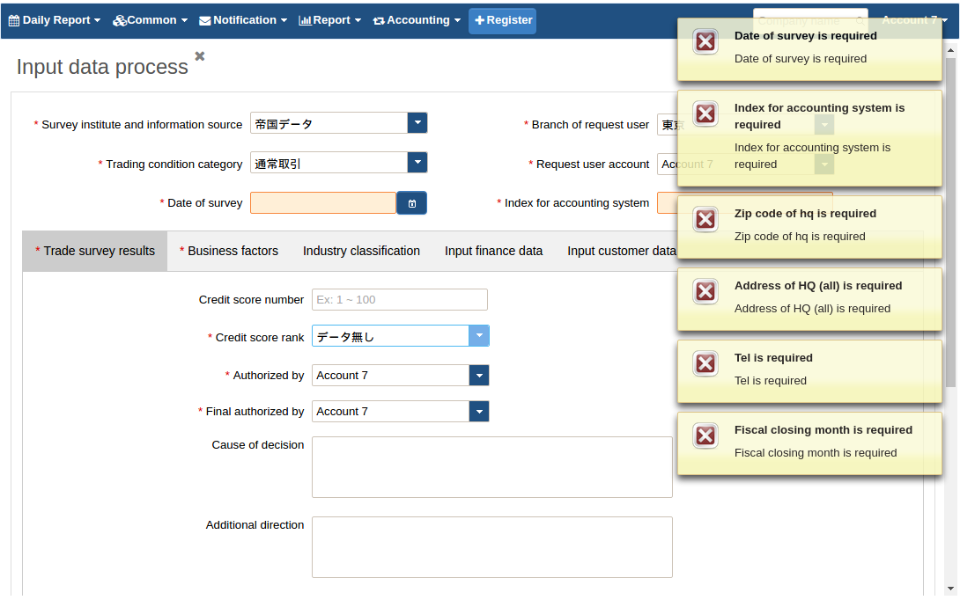 Daily Report Common Notification Report Accounting Register Account 7
Input data process
* Survey institute and information source 帝国データ * Branch of request user 東京
* Trading condition category 通常取引 * Request user account Account 7
* Date of survey * Index for accounting system
* Trade survey results * Business factors Industry classification Input finance data Input customer data
Credit score number Ex: 1 ~ 100
* Credit score rank データ無し
* Authorized by Account 7
* Final authorized by Account 7
Cause of decision
Additional direction
Date of survey is required
Date of survey is required
Index for accounting system is
required
Index for accounting system is
required
Zip code of hq is required
Zip code of hq is required
Address of HQ (all) is required
Address of HQ (all) is required
Tel is required
Tel is required
Fiscal closing month is required
Fiscal closing month is required